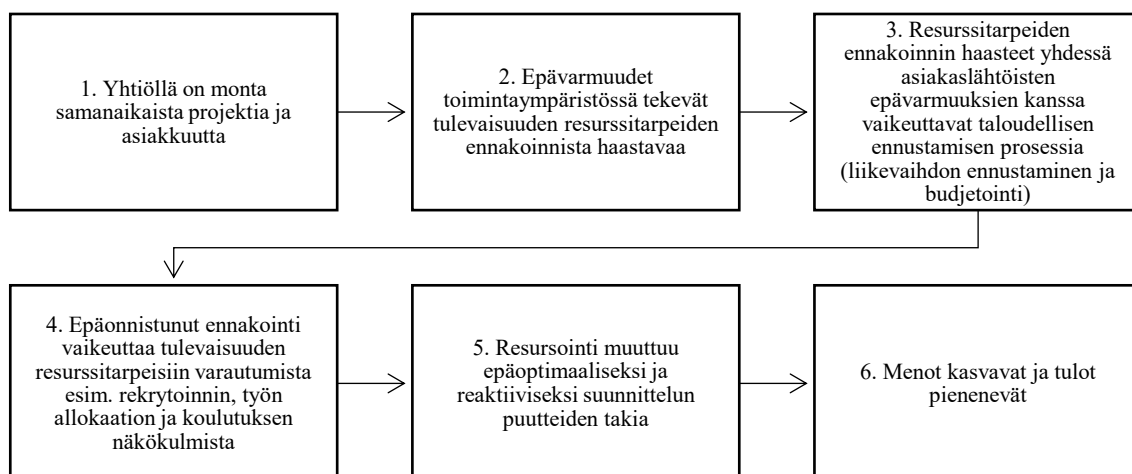 1. Yhtiöllä on monta
samanaikaista projektia ja
asiakkuutta
2. Epävarmuudet
toimintaympäristössä tekevät
tulevaisuuden resurssitarpeiden
ennakoinnista haastavaa
3. Resurssitarpeiden
ennakoinnin haasteet yhdessä
asiakaslähtöisten
epävarmuuksien kanssa
vaikeuttavat taloudellisen
ennustamisen prosessia
(liikevaihdon ennustaminen ja
budjetointi)
4. Epäonnistunut ennakointi
vaikeuttaa tulevaisuuden
resurssitarpeisiin varautumista
esim. rekrytoinnin, työn
allokaation ja koulutuksen
näkökulmista
5. Resursointi muuttuu
epäoptimaaliseksi ja
reaktiiviseksi suunnittelun
puutteiden takia
6. Menot kasvavat ja tulot
pienenevät